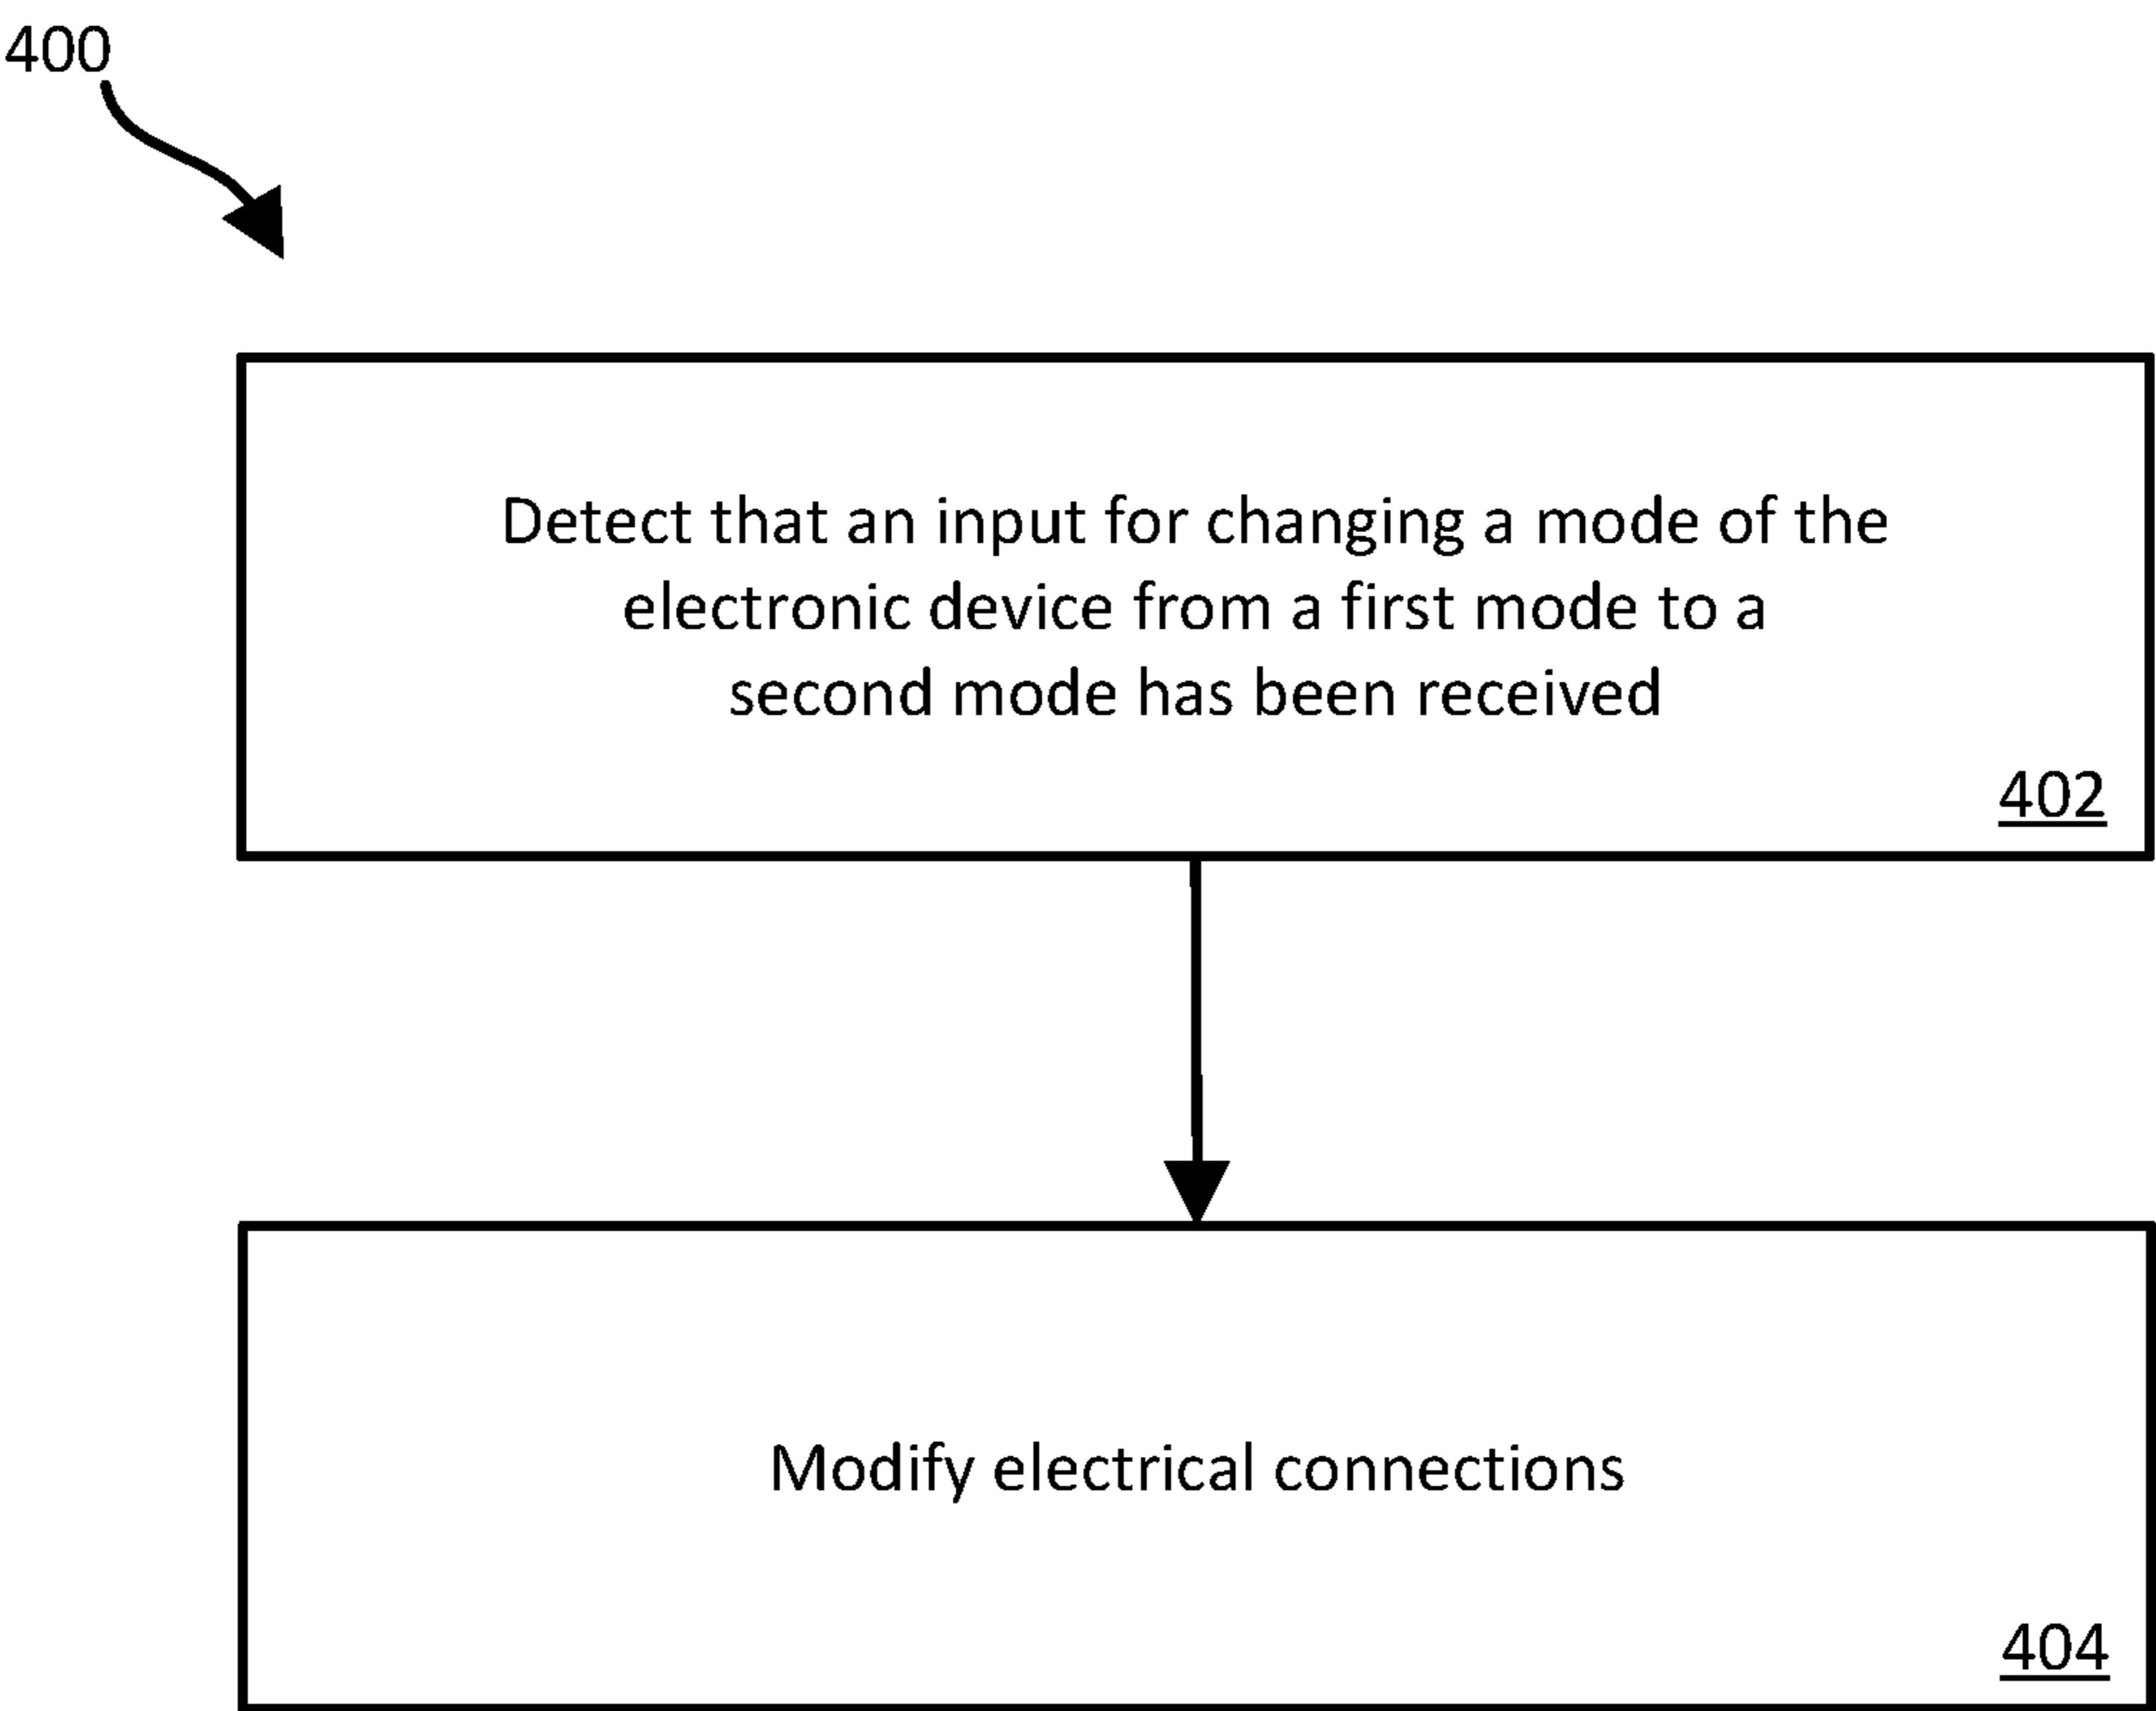 400
Detect that an input for changing a mode of the
electronic device from a first mode to a
second mode has been received
402
Modify electrical connections
404